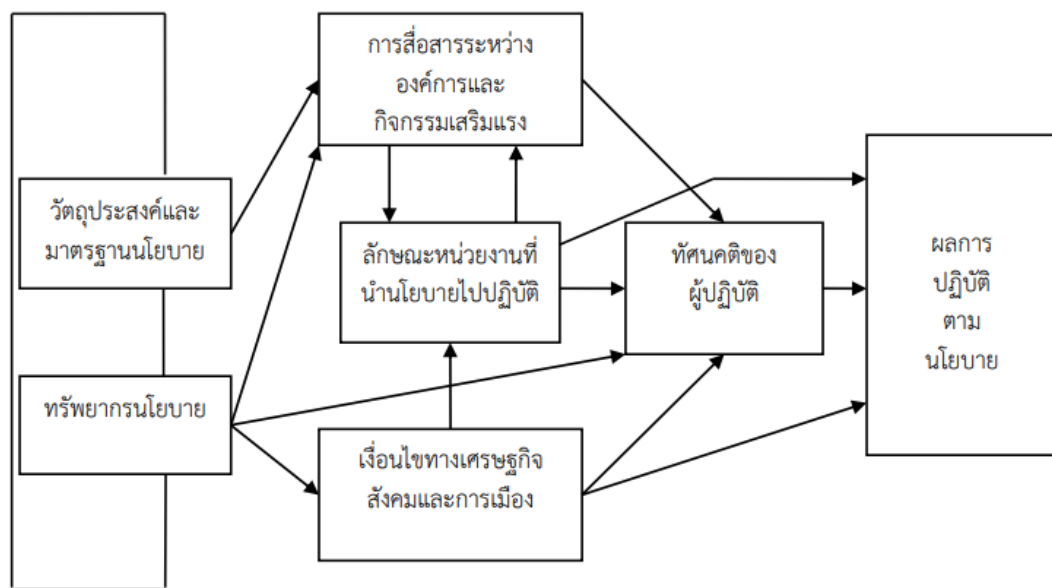 การสื่อสารระหว่าง
องค์การและ
กิจกรรมเสริมแรง
วัตถุประสงค์และ
มาตรฐานนโยบาย
ลักษณะหน่วยงานที่
นำนโยบายไปปฏิบัติ
ทัศนคติของ
ผู้ปฏิบัติ
ผลการ
ปฏิบัติ
ตาม
นโยบาย
ทรัพยากรนโยบาย
เงื่อนไขทางเศรษฐกิจ
สังคมและการเมือง